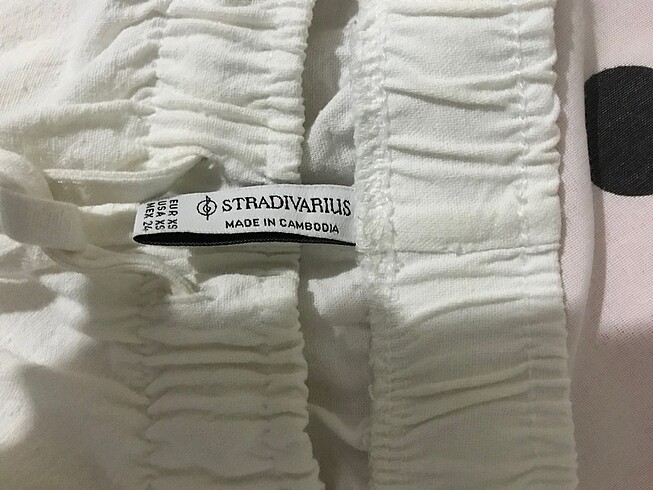 STRADIVARIUS
MADE IN CAMBODIA
EUR XS
USA XS
MEX 24